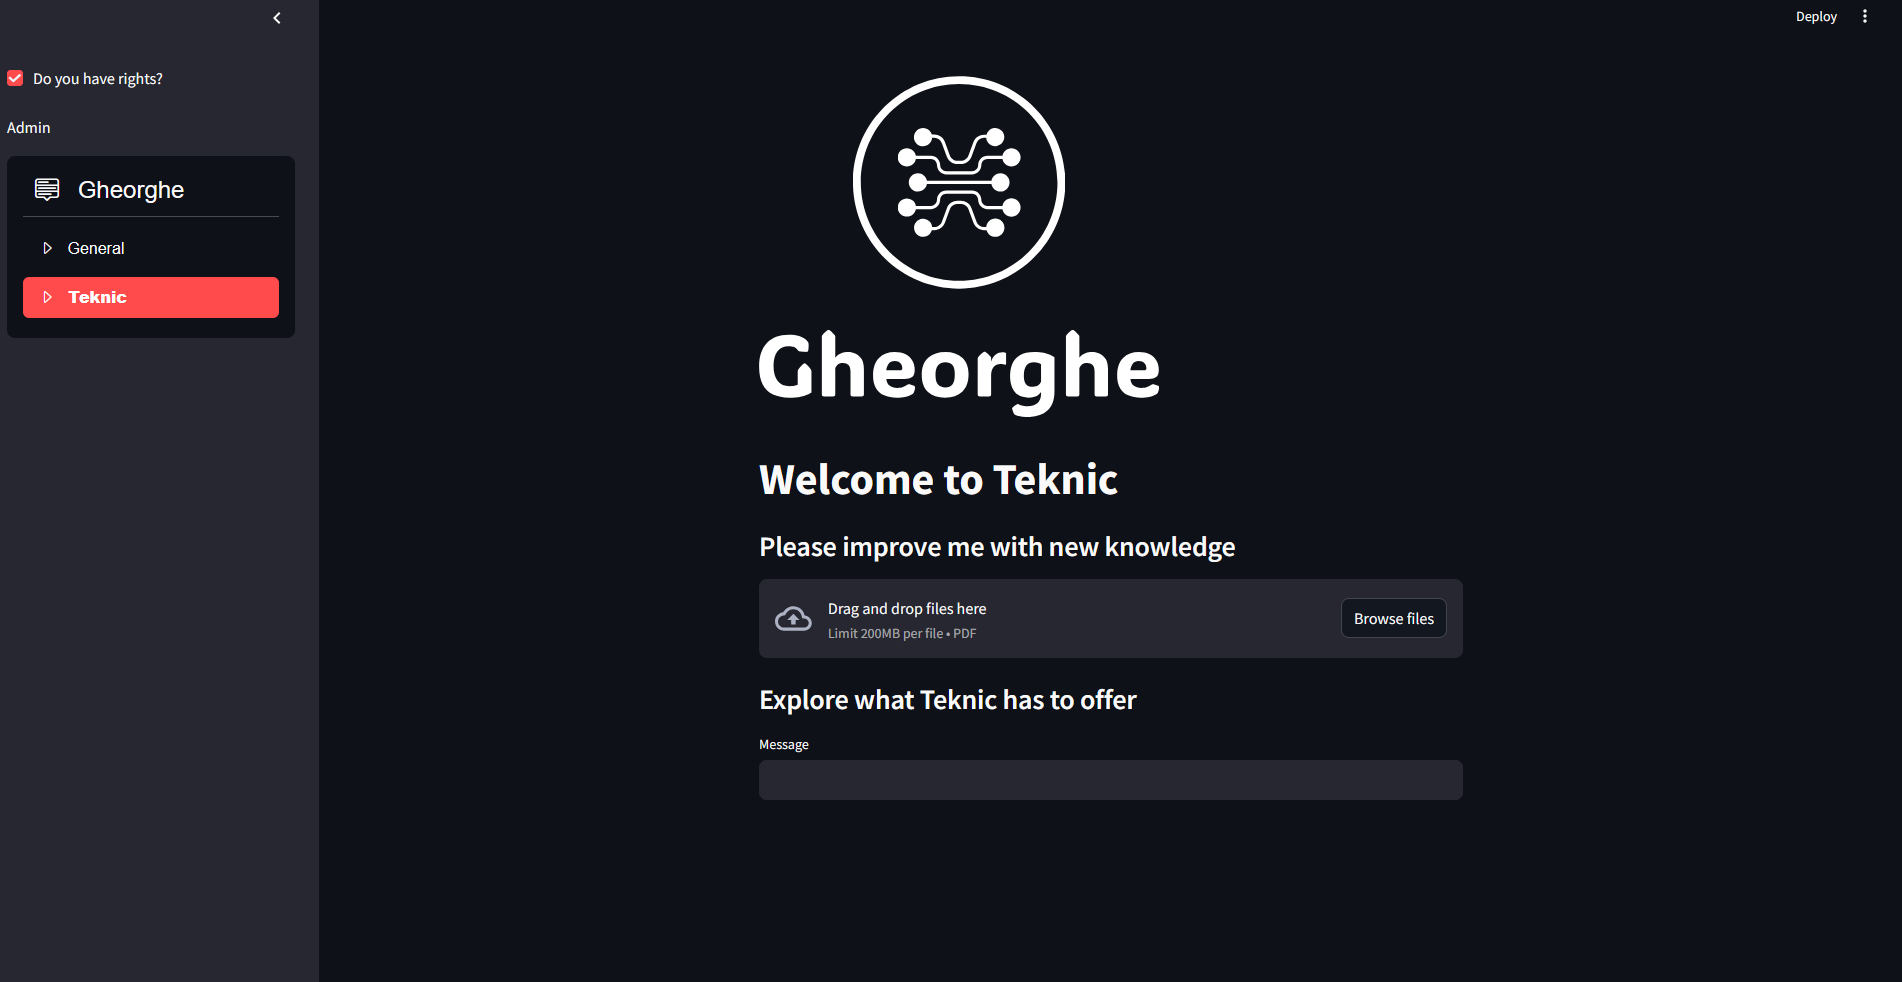 Deploy
Do you have rights?
Admin
Gheorghe
General
Teknic
Gheorghe
Welcome to Teknic
Please improve me with new knowledge
Drag and drop files here
Limit 200MB per file • PDF
Browse files
Explore what Teknic has to offer
Message